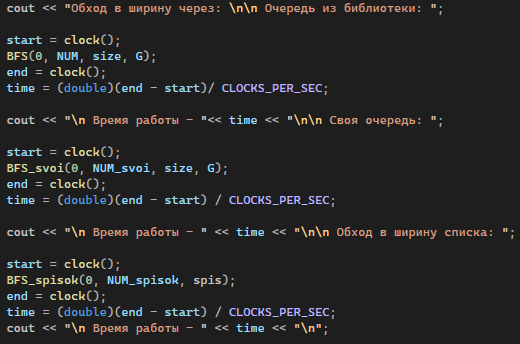 cout << "Обход в ширину через: \n\n Очередь из библиотеки: ";
start = clock();
BFS(0, NUM, size, G);
end = clock();
time = (double)(end - start)/ CLOCKS_PER_SEC;
cout << "\n Время работы - "<< time << "\n\n Своя очередь: ";
start = clock();
BFS_svoi(0, NUM_svoi, size, G);
end = clock();
time = (double)(end - start) / CLOCKS_PER_SEC;
cout << "\n Время работы - " << time << "\n\n Обход в ширину списка: ";
start = clock();
BFS_spisok(0, NUM_spisok, spis);
end = clock();
time = (double)(end - start) / CLOCKS_PER_SEC;
cout << "\n Время работы - " << time << "\n";